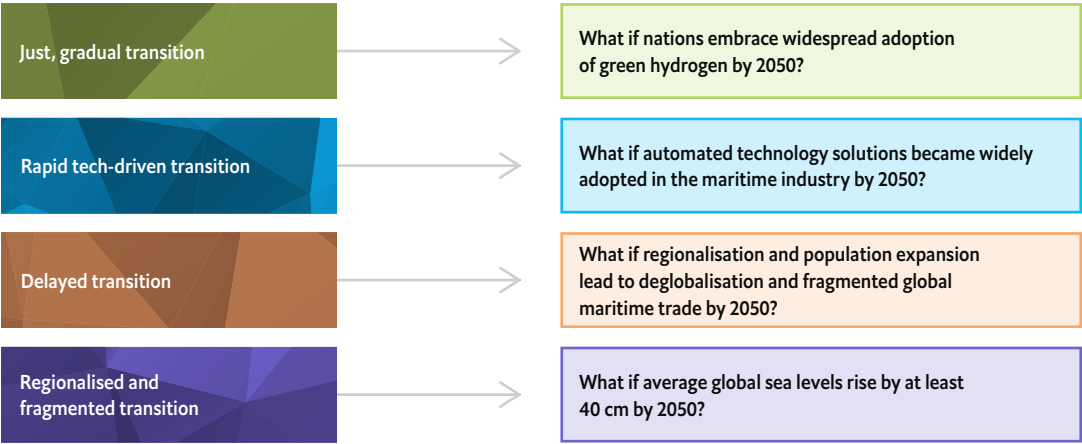 Just, gradual transition
What if nations embrace widespread adoption
of green hydrogen by 2050?
Rapid tech-driven transition
What if automated technology solutions became widely
adopted in the maritime industry by 2050?
Delayed transition
What if regionalisation and population expansion
lead to deglobalisation and fragmented global
maritime trade by 2050?
Regionalised and
fragmented transition
What if average global sea levels rise by at least
40 cm by 2050?